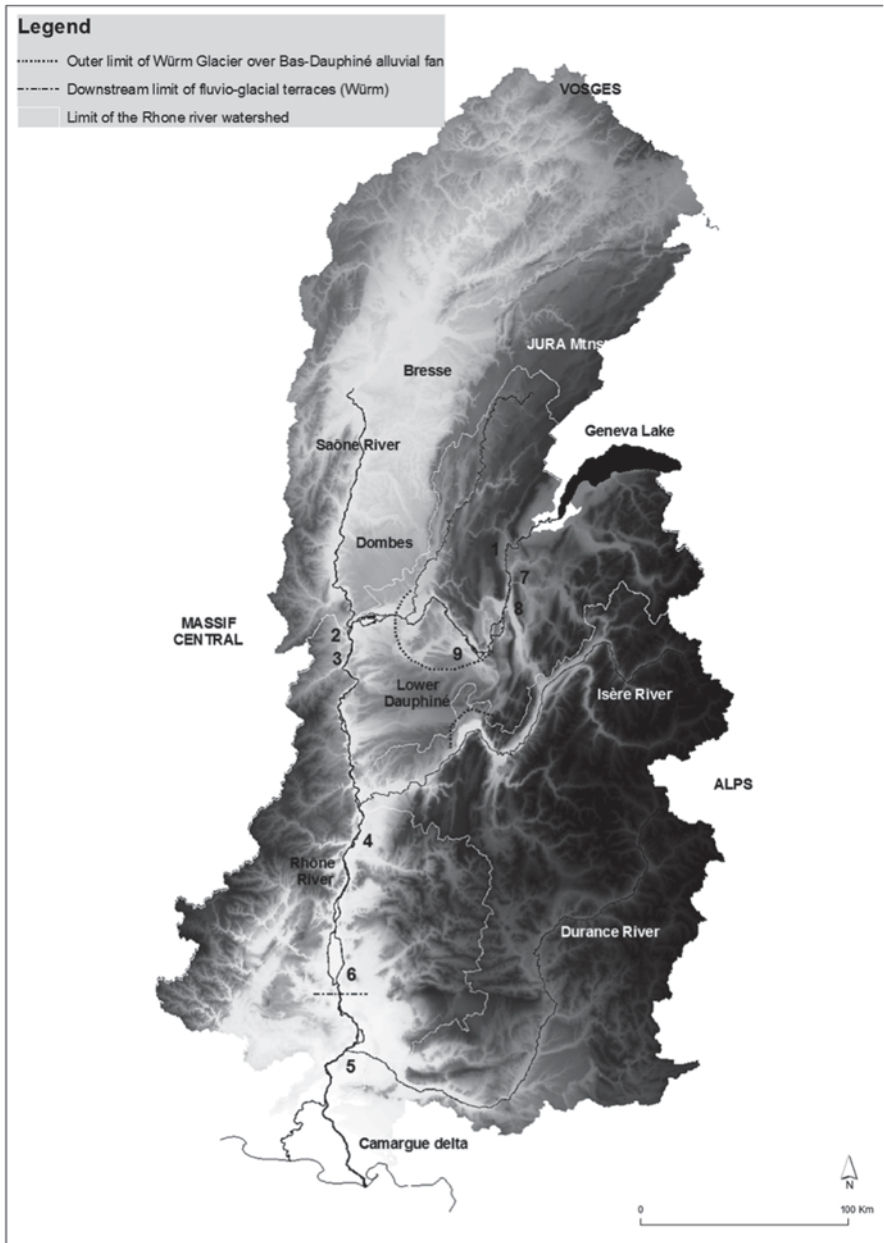 Legend
Outer limit of Würm Glacier over Bas-Dauphiné alluvial fan
Downstream limit of fluvio-glacial terraces (Würm)
Limit of the Rhone river watershed
VOSGES
JURA Mtns
Bresse
Geneva Lake
Saône River
Dombes
1
7
8
MASSIF
CENTRAL
2
3
9
Lower
Dauphiné
Isère River
ALPS
4
Rhône
River
Durance River
6
5
Camargue delta
N
0 100 Km